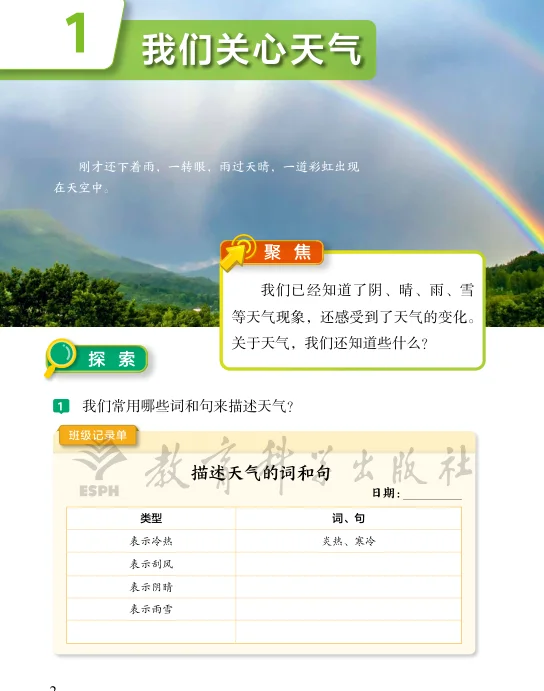 1
我们关心天气
刚才还下着雨，一转眼，雨过天晴，一道彩虹出现
在天空中。
聚焦
我们已经知道了阴、晴、雨、雪
等天气现象，还感受到了天气的变化。
关于天气，我们还知道些什么？
探索
1 我们常用哪些词和句来描述天气？
班级记录单
教育科学出版社
ESPH
描述天气的词和句
日期：
类型 词、句
表示冷热 炎热、寒冷
表示刮风
表示阴晴
表示雨雪